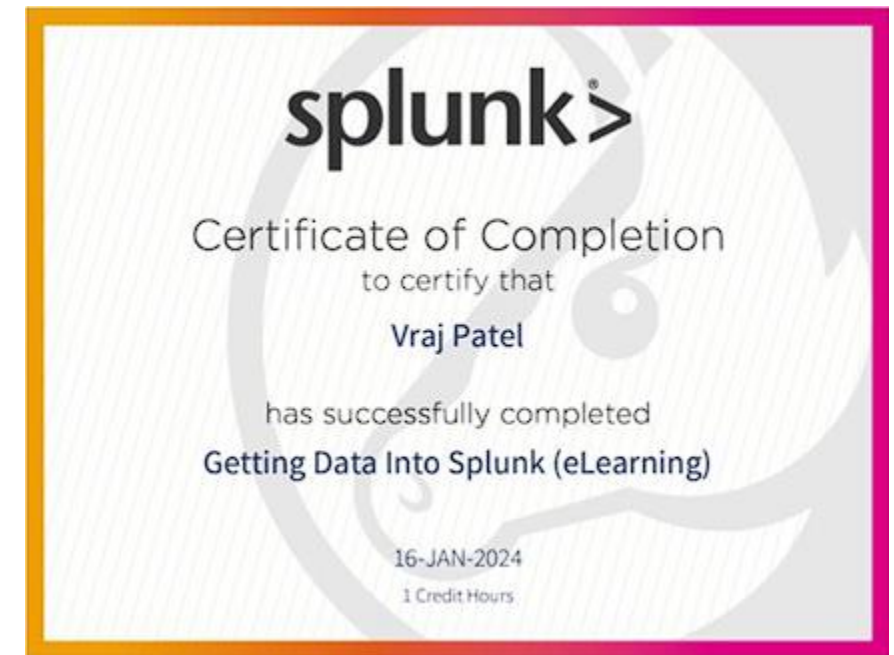 splunk>®
Certificate of Completion
to certify that
Vraj Patel
has successfully completed
Getting Data Into Splunk (eLearning)
16-JAN-2024
1 Credit Hours